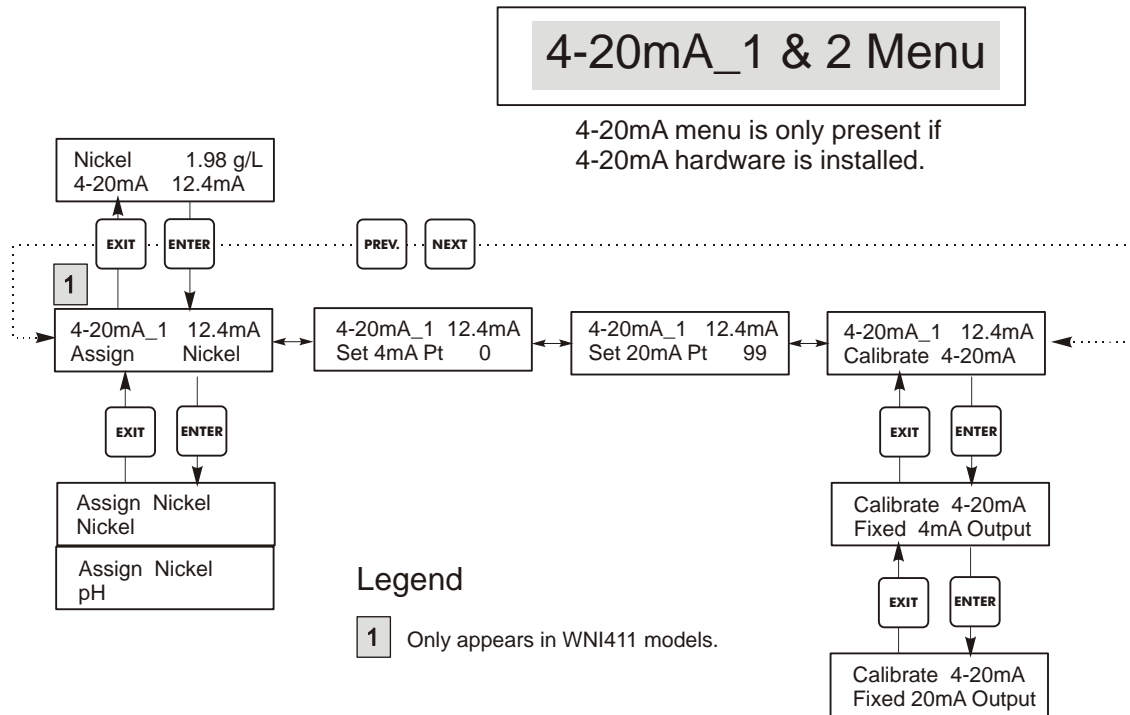 4-20mA_1 & 2 Menu
4-20mA menu is only present if
4-20mA hardware is installed.
Nickel 1.98 g/L
4-20mA 12.4mA
EXIT
ENTER
PREV.
NEXT
1
4-20mA_1 12.4mA
Assign Nickel
4-20mA_1 12.4mA
Set 4mA Pt 0
4-20mA_1 12.4mA
Set 20mA Pt 99
4-20mA_1 12.4mA
Calibrate 4-20mA
EXIT
ENTER
EXIT
ENTER
Assign Nickel
Nickel
Assign Nickel
pH
Calibrate 4-20mA
Fixed 4mA Output
EXIT
ENTER
Calibrate 4-20mA
Fixed 20mA Output
Legend
1 Only appears in WNI411 models.